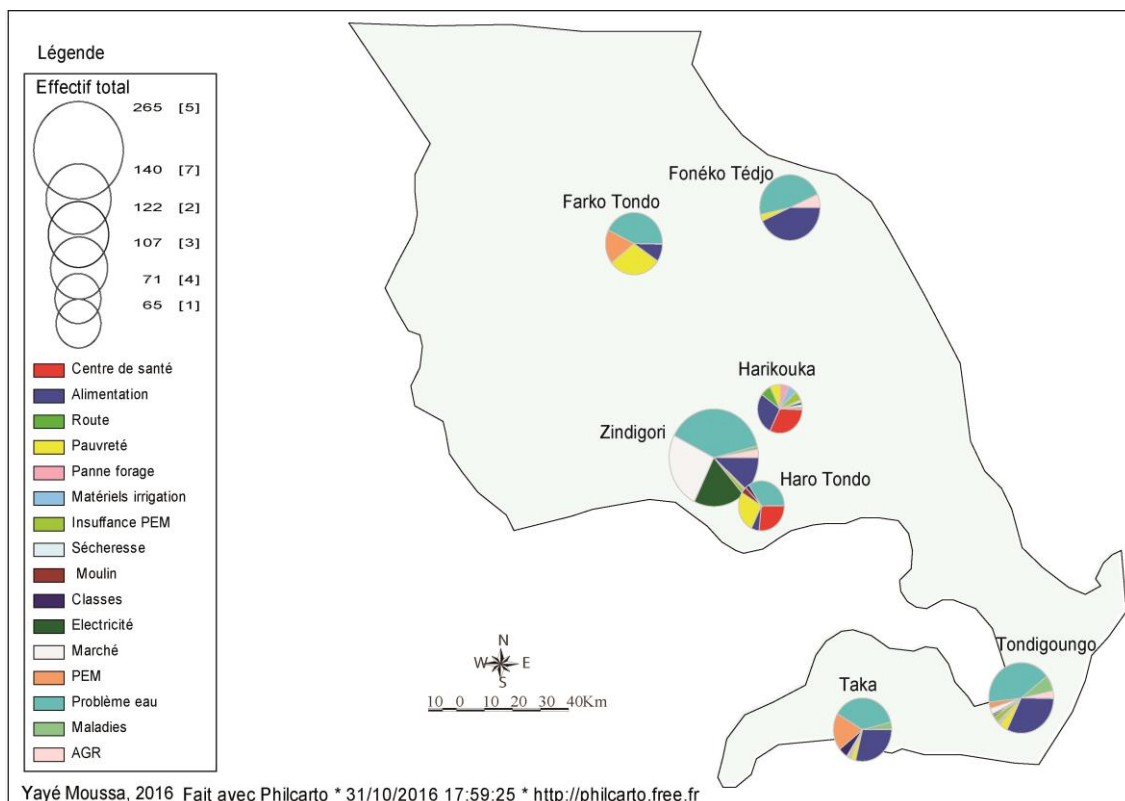 Légende
Effectif total
265 [5]
140 [7]
122 [2]
107 [3]
71 [4]
65 [1]
Centre de santé
Alimentation
Route
Pauvreté
Panne forage
Matériels irrigation
Insuffance PEM
Sécheresse
Moulin
Classes
Electricité
Marché
PEM
Problème eau
Maladies
AGR
Fonéko Tédjo
Farko Tondo
Harikouka
Zindigori
Haro Tondo
Tondigoungo
Taka
N
W E
S
10 0 10 20 30 40Km
Yayé Moussa, 2016 Fait avec Philcarto * 31/10/2016 17:59:25 * http://philcarto.free.fr